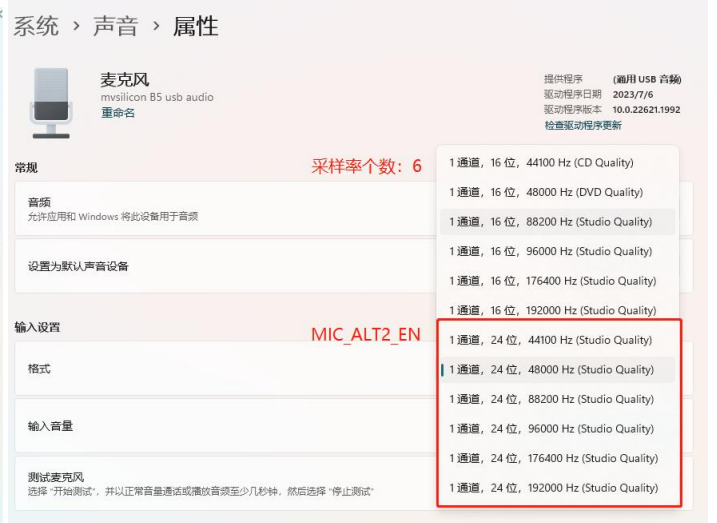 系统 › 声音 › 属性
麦克风
mvsilicon B5 usb audio
重命名
提供程序 (通用 USB 音频)
驱动程序日期 2023/7/6
驱动程序版本 10.0.22621.1992
检查驱动程序更新
常规
采样率个数：6
音频
允许应用和 Windows 将此设备用于音频
设置为默认声音设备
输入设置
MIC_ALT2_EN
格式
输入音量
测试麦克风
选择 "开始测试"，并以正常音量通话或播放音频至少几秒钟，然后选择 "停止测试"
1 通道，16 位，44100 Hz (CD Quality)
1 通道，16 位，48000 Hz (DVD Quality)
1 通道，16 位，88200 Hz (Studio Quality)
1 通道，16 位，96000 Hz (Studio Quality)
1 通道，16 位，176400 Hz (Studio Quality)
1 通道，16 位，192000 Hz (Studio Quality)
1 通道，24 位，44100 Hz (Studio Quality)
1 通道，24 位，48000 Hz (Studio Quality)
1 通道，24 位，88200 Hz (Studio Quality)
1 通道，24 位，96000 Hz (Studio Quality)
1 通道，24 位，176400 Hz (Studio Quality)
1 通道，24 位，192000 Hz (Studio Quality)